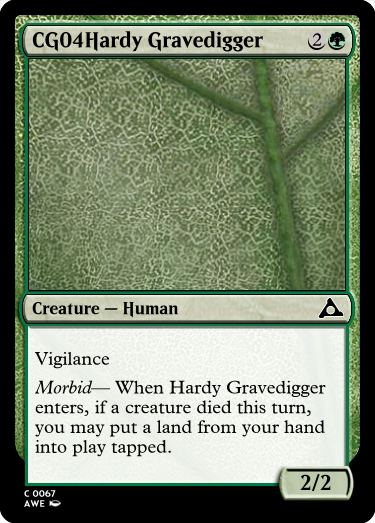 CG04Hardy Gravedigger 2
Creature — Human
Vigilance
Morbid— When Hardy Gravedigger
enters, if a creature died this turn,
you may put a land from your hand
into play tapped.
2/2
C 0067
AWE